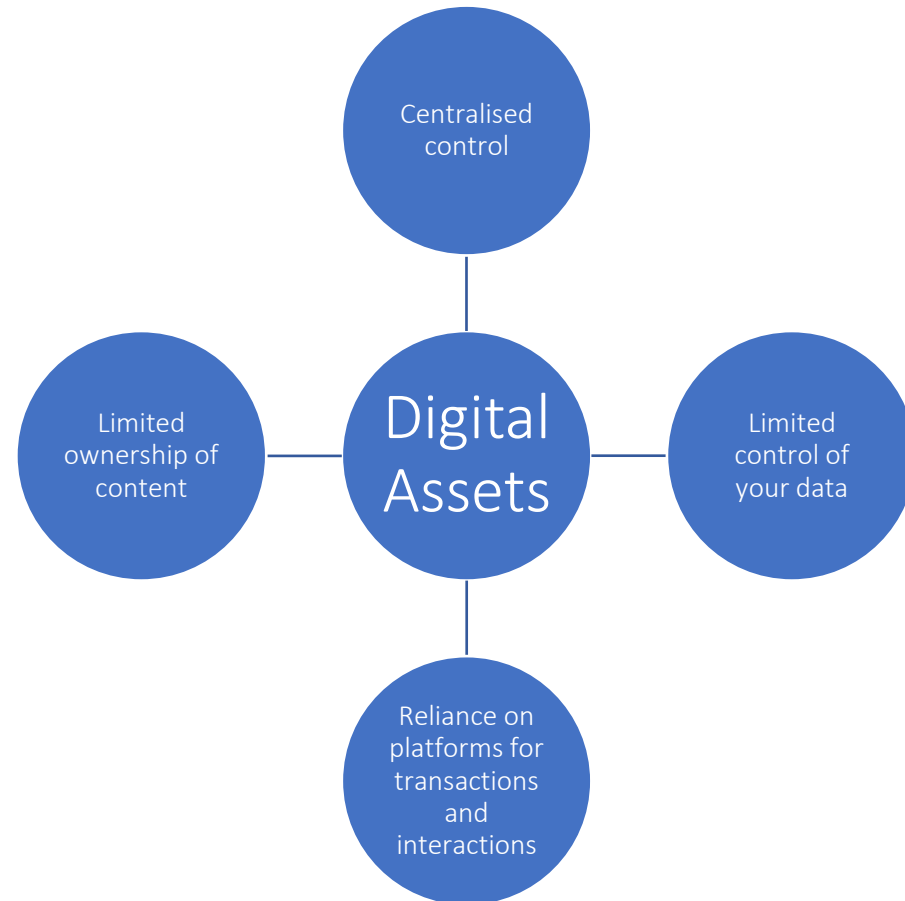 Centralised
control
Limited
ownership of
content
Digital
Assets
Limited
control of
your data
Reliance on
platforms for
transactions
and
interactions